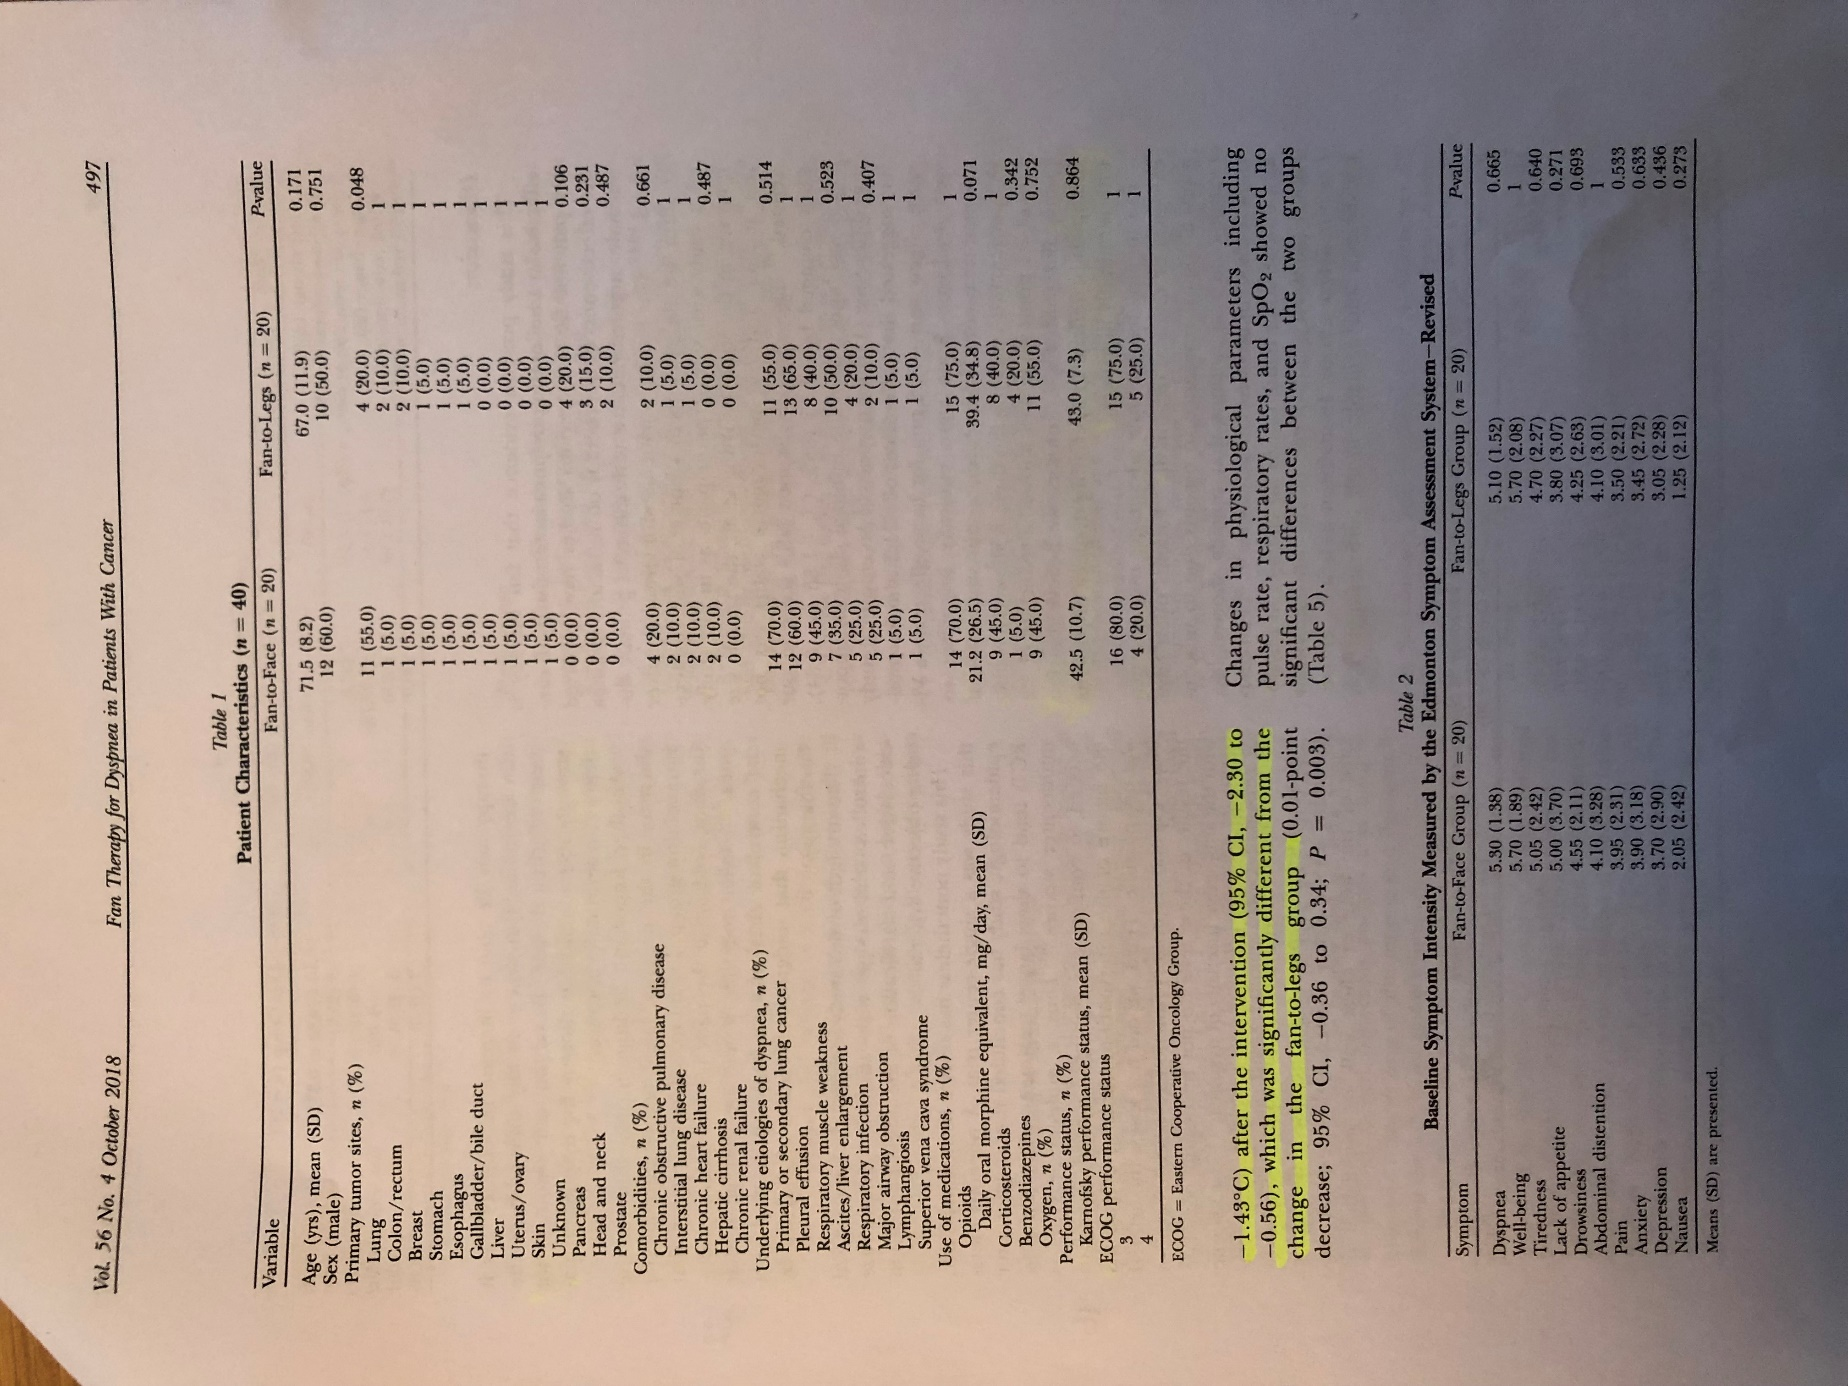 Vol. 56 No. 4 October 2018 Fan Therapy for Dyspnea in Patients With Cancer 497
Table 1
Patient Characteristics (n = 40)
Variable Fan-to-Face (n = 20) Fan-to-Legs (n = 20) P-value
Age (yrs), mean (SD) 71.5 (8.2) 67.0 (11.9) 0.171
Sex (male) 12 (60.0) 10 (50.0) 0.751
Primary tumor sites, n (%)
Lung 11 (55.0) 4 (20.0) 0.048
Colon/rectum 1 (5.0) 2 (10.0) 1
Breast 1 (5.0) 2 (10.0) 1
Stomach 1 (5.0) 1 (5.0) 1
Esophagus 1 (5.0) 1 (5.0) 1
Gallbladder/bile duct 1 (5.0) 1 (5.0) 1
Liver 1 (5.0) 0 (0.0) 1
Uterus/ovary 1 (5.0) 0 (0.0) 1
Skin 1 (5.0) 0 (0.0) 1
Unknown 1 (5.0) 0 (0.0) 1
Pancreas 0 (0.0) 4 (20.0) 0.106
Head and neck 0 (0.0) 3 (15.0) 0.231
Prostate 0 (0.0) 2 (10.0) 0.487
Comorbidities, n (%)
Chronic obstructive pulmonary disease 4 (20.0) 2 (10.0) 0.661
Interstitial lung disease 2 (10.0) 1 (5.0) 1
Chronic heart failure 2 (10.0) 1 (5.0) 1
Hepatic cirrhosis 2 (10.0) 0 (0.0) 0.487
Chronic renal failure 0 (0.0) 0 (0.0) 1
Underlying etiologies of dyspnea, n (%)
Primary or secondary lung cancer 14 (70.0) 11 (55.0) 0.514
Pleural effusion 12 (60.0) 13 (65.0) 1
Respiratory muscle weakness 9 (45.0) 8 (40.0) 1
Ascites/liver enlargement 7 (35.0) 10 (50.0) 0.523
Respiratory infection 5 (25.0) 4 (20.0) 1
Major airway obstruction 5 (25.0) 2 (10.0) 0.407
Lymphangiosis 1 (5.0) 1 (5.0) 1
Superior vena cava syndrome 1 (5.0) 1 (5.0) 1
Use of medications, n (%)
Opioids 14 (70.0) 15 (75.0) 1
Daily oral morphine equivalent, mg/day, mean (SD) 21.2 (26.5) 39.4 (34.8) 0.071
Corticosteroids 9 (45.0) 8 (40.0) 1
Benzodiazepines 1 (5.0) 4 (20.0) 0.342
Oxygen, n (%) 9 (45.0) 11 (55.0) 0.752
Performance status, n (%)
Karnofsky performance status, mean (SD) 42.5 (10.7) 43.0 (7.3) 0.864
ECOG performance status
3 16 (80.0) 15 (75.0) 1
4 4 (20.0) 5 (25.0) 1
ECOG = Eastern Cooperative Oncology Group.
−1.43°C) after the intervention (95% CI, −2.30 to
−0.56), which was significantly different from the
change in the fan-to-legs group (0.01-point
decrease; 95% CI, −0.36 to 0.34; P = 0.003).
Changes in physiological parameters including
pulse rate, respiratory rates, and SpO2 showed no
significant differences between the two groups
(Table 5).
Table 2
Baseline Symptom Intensity Measured by the Edmonton Symptom Assessment System–Revised
Symptom Fan-to-Face Group (n = 20) Fan-to-Legs Group (n = 20) P-value
Dyspnea 5.30 (1.38) 5.10 (1.52) 0.665
Well-being 5.70 (1.89) 5.70 (2.08) 1
Tiredness 5.05 (2.42) 4.70 (2.27) 0.640
Lack of appetite 5.00 (3.70) 3.80 (3.07) 0.271
Drowsiness 4.55 (2.11) 4.25 (2.63) 0.693
Abdominal distention 4.10 (3.28) 4.10 (3.01) 1
Pain 3.95 (2.31) 3.50 (2.21) 0.533
Anxiety 3.90 (3.18) 3.45 (2.72) 0.633
Depression 3.70 (2.90) 3.05 (2.28) 0.436
Nausea 2.05 (2.42) 1.25 (2.12) 0.273
Means (SD) are presented.